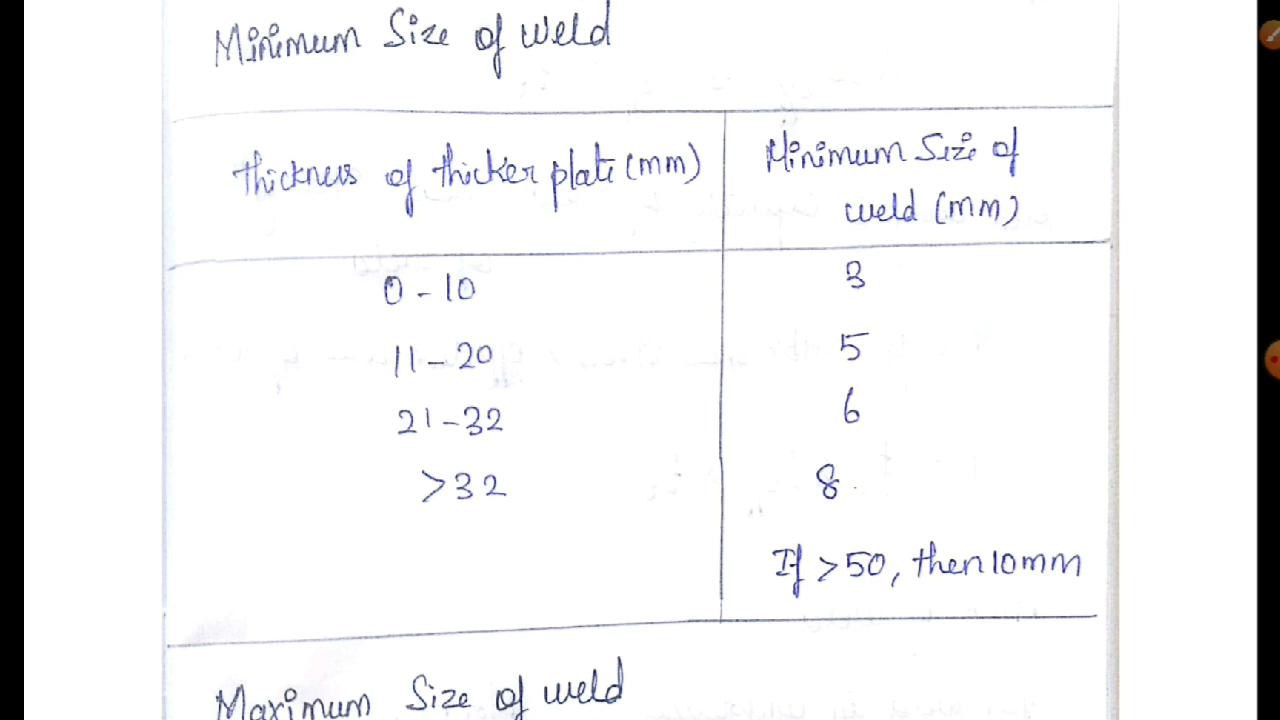 Minimum Size of weld
thickness of thicker plate (mm)
Minimum Size of
weld (mm)
0 - 10
3
11 - 20
5
21 - 32
6
>32
8
If >50, then 10mm
Maximum Size of weld